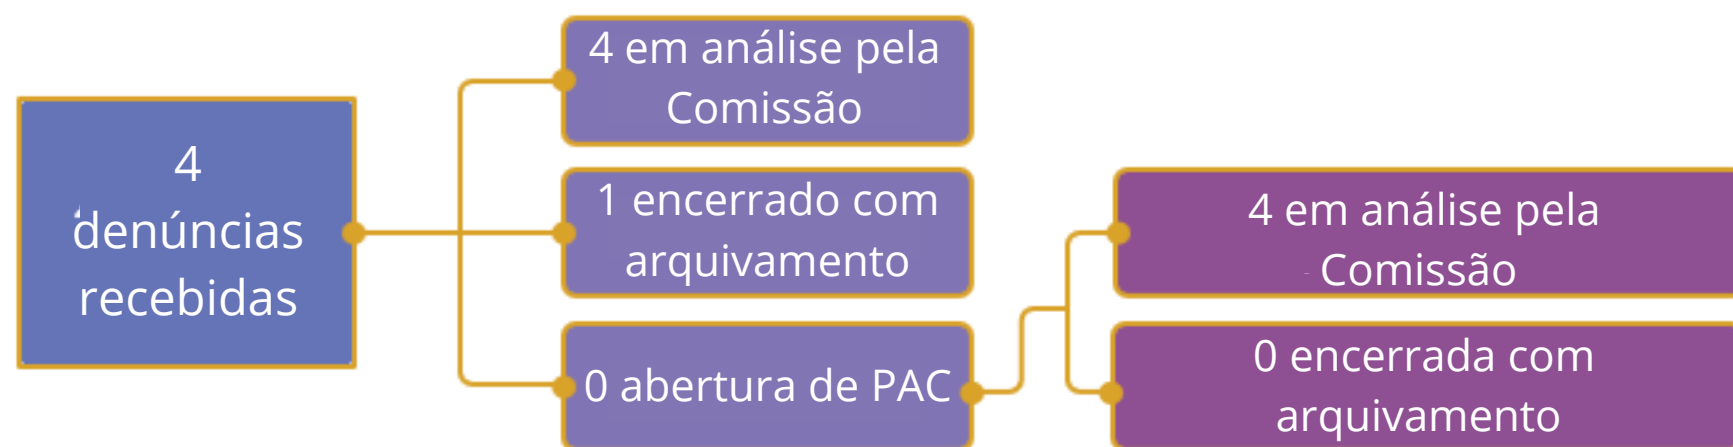 4
denúncias
recebidas
4 em análise pela
Comissão
1 encerrado com
arquivamento
0 abertura de PAC
4 em análise pela
Comissão
0 encerrada com
arquivamento